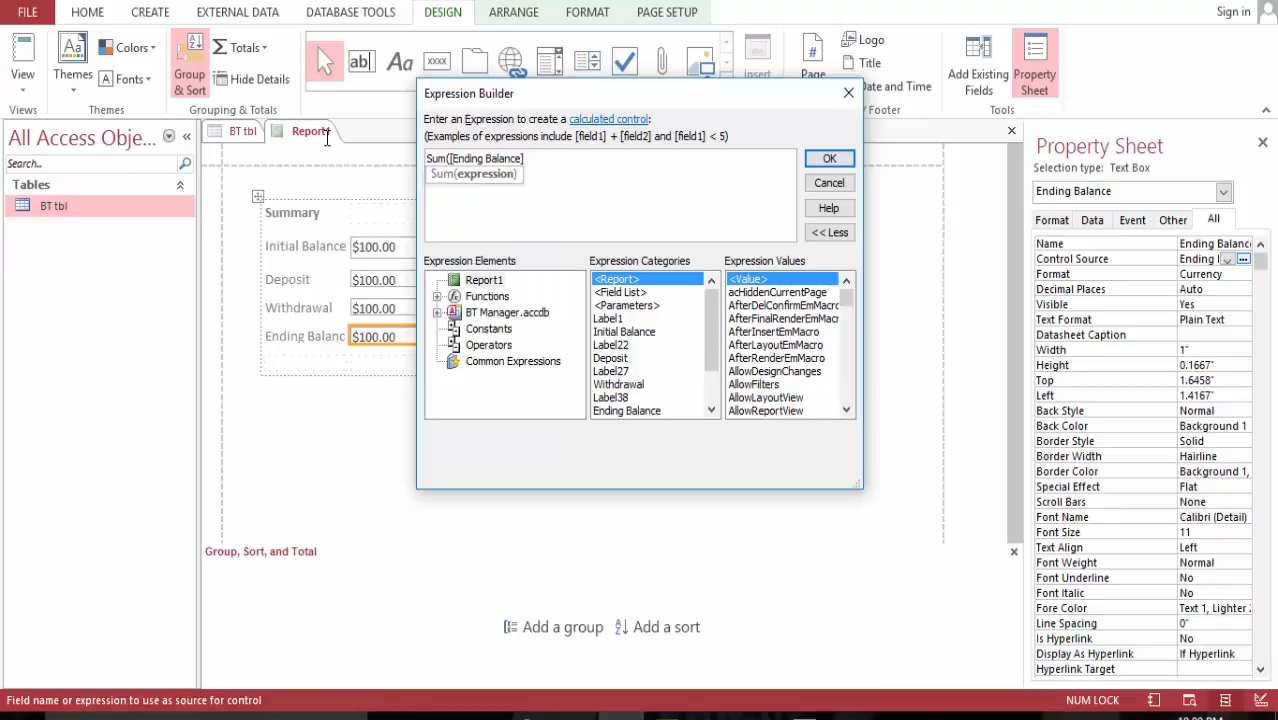 FILE HOME CREATE EXTERNAL DATA DATABASE TOOLS DESIGN ARRANGE FORMAT PAGE SETUP Sign in
View
Themes
Colors
Fonts
Group & Sort
Totals
Hide Details
ab|
Aa
xxxx
Insert
Page
Logo
Title
Date and Time
Add Existing Fields
Property Sheet
Views
Themes
Grouping & Totals
/ Footer
Tools
All Access Obje...
Search...
Tables
BT tbl
BT tbl
Report1
Summary
Initial Balance $100.00
Deposit $100.00
Withdrawal $100.00
Ending Balanc $100.00
Expression Builder
Enter an Expression to create a calculated control:
(Examples of expressions include [field1] + [field2] and [field1] < 5)
Sum([Ending Balance]
Sum(expression)
OK
Cancel
Help
<< Less
Expression Elements
Report1
Functions
BT Manager.accdb
Constants
Operators
Common Expressions
Expression Categories
<Report>
<Field List>
<Parameters>
Label1
Initial Balance
Label22
Deposit
Label27
Withdrawal
Label38
Ending Balance
Expression Values
<Value>
acHiddenCurrentPage
AfterDelConfirmEmMacro
AfterFinalRenderEmMacr
AfterInsertEmMacro
AfterLayoutEmMacro
AfterRenderEmMacro
AllowDesignChanges
AllowFilters
AllowLayoutView
AllowReportView
Group, Sort, and Total
Add a group
Add a sort
Property Sheet
Selection type: Text Box
Ending Balance
Format Data Event Other All
Name Ending Balance
Control Source Ending
Format Currency
Decimal Places Auto
Visible Yes
Text Format Plain Text
Datasheet Caption
Width 1"
Height 0.1667"
Top 1.6458"
Left 1.4167"
Back Style Normal
Back Color Background 1
Border Style Solid
Border Width Hairline
Border Color Background 1,
Special Effect Flat
Scroll Bars None
Font Name Calibri (Detail)
Font Size 11
Text Align Left
Font Weight Normal
Font Underline No
Font Italic No
Fore Color Text 1, Lighter
Line Spacing 0"
Is Hyperlink No
Display As Hyperlink If Hyperlink
Hyperlink Target
Field name or expression to use as source for control
NUM LOCK